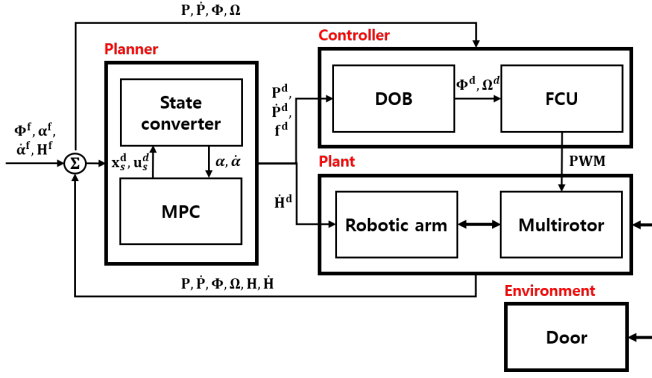 P, Ṗ, Φ, Ω
Controller
Planner
State
converter
Pᵈ,
Ṗᵈ,
fᵈ
DOB
Φᵈ, Ωᵈ
FCU
Φᶠ, αᶠ,
α̇ᶠ, Hᶠ
Σ
xₛᵈ, uₛᵈ
α, α̇
MPC
PWM
Plant
Ḣᵈ
Robotic arm
Multirotor
P, Ṗ, Φ, Ω, H, Ḣ
Environment
Door